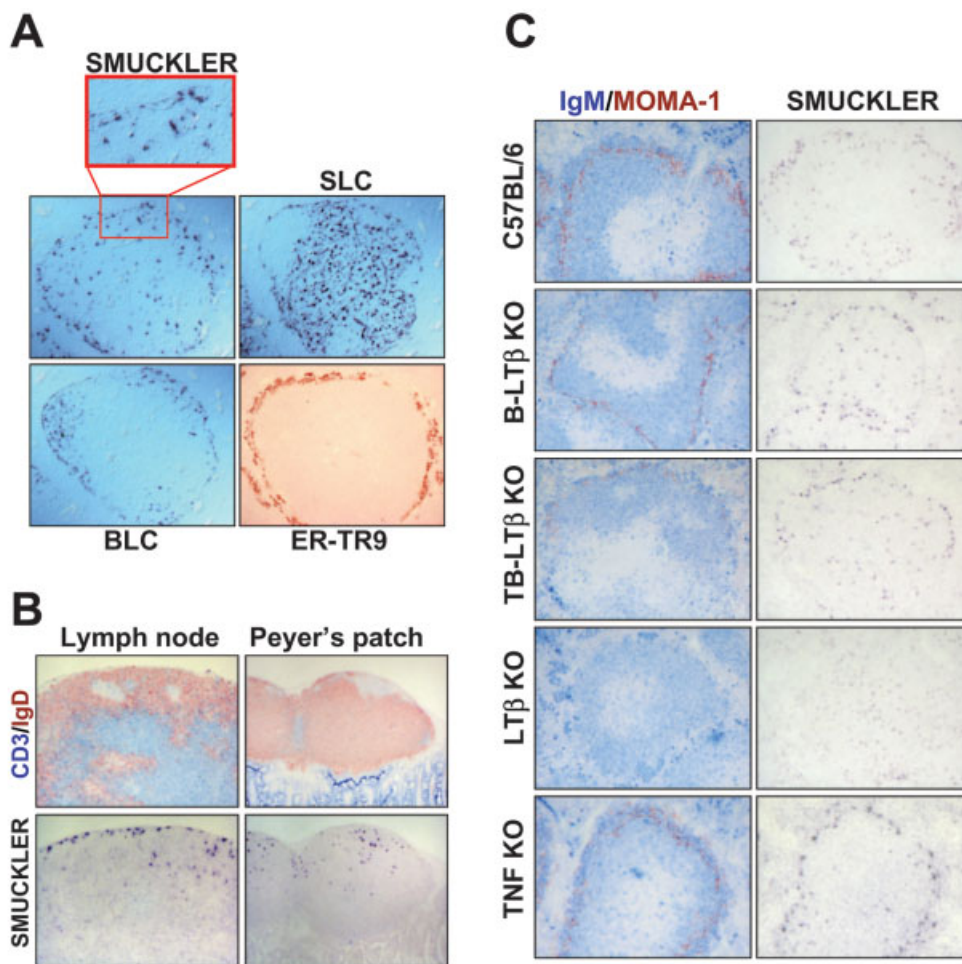 A
SMUCKLER
SLC
BLC
ER-TR9
B
Lymph node
Peyer's patch
CD3/IgD
SMUCKLER
C
IgM/MOMA-1
SMUCKLER
C57BL/6
B-LTβ KO
TB-LTβ KO
LTβ KO
TNF KO